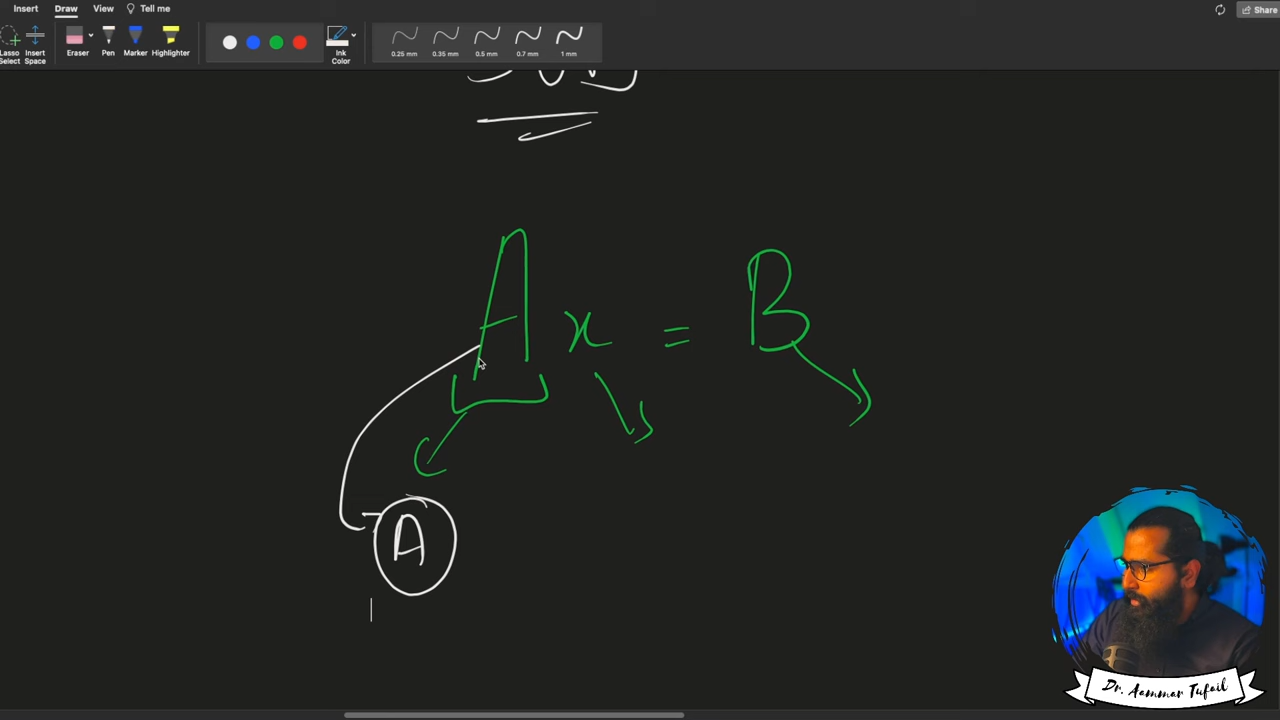 Insert Draw View Tell me
Share
Lasso Select Insert Space Eraser Pen Marker Highlighter Ink Color 0.25 mm 0.35 mm 0.5 mm 0.7 mm 1 mm
A x = B
A
Dr. Aammar Tufail